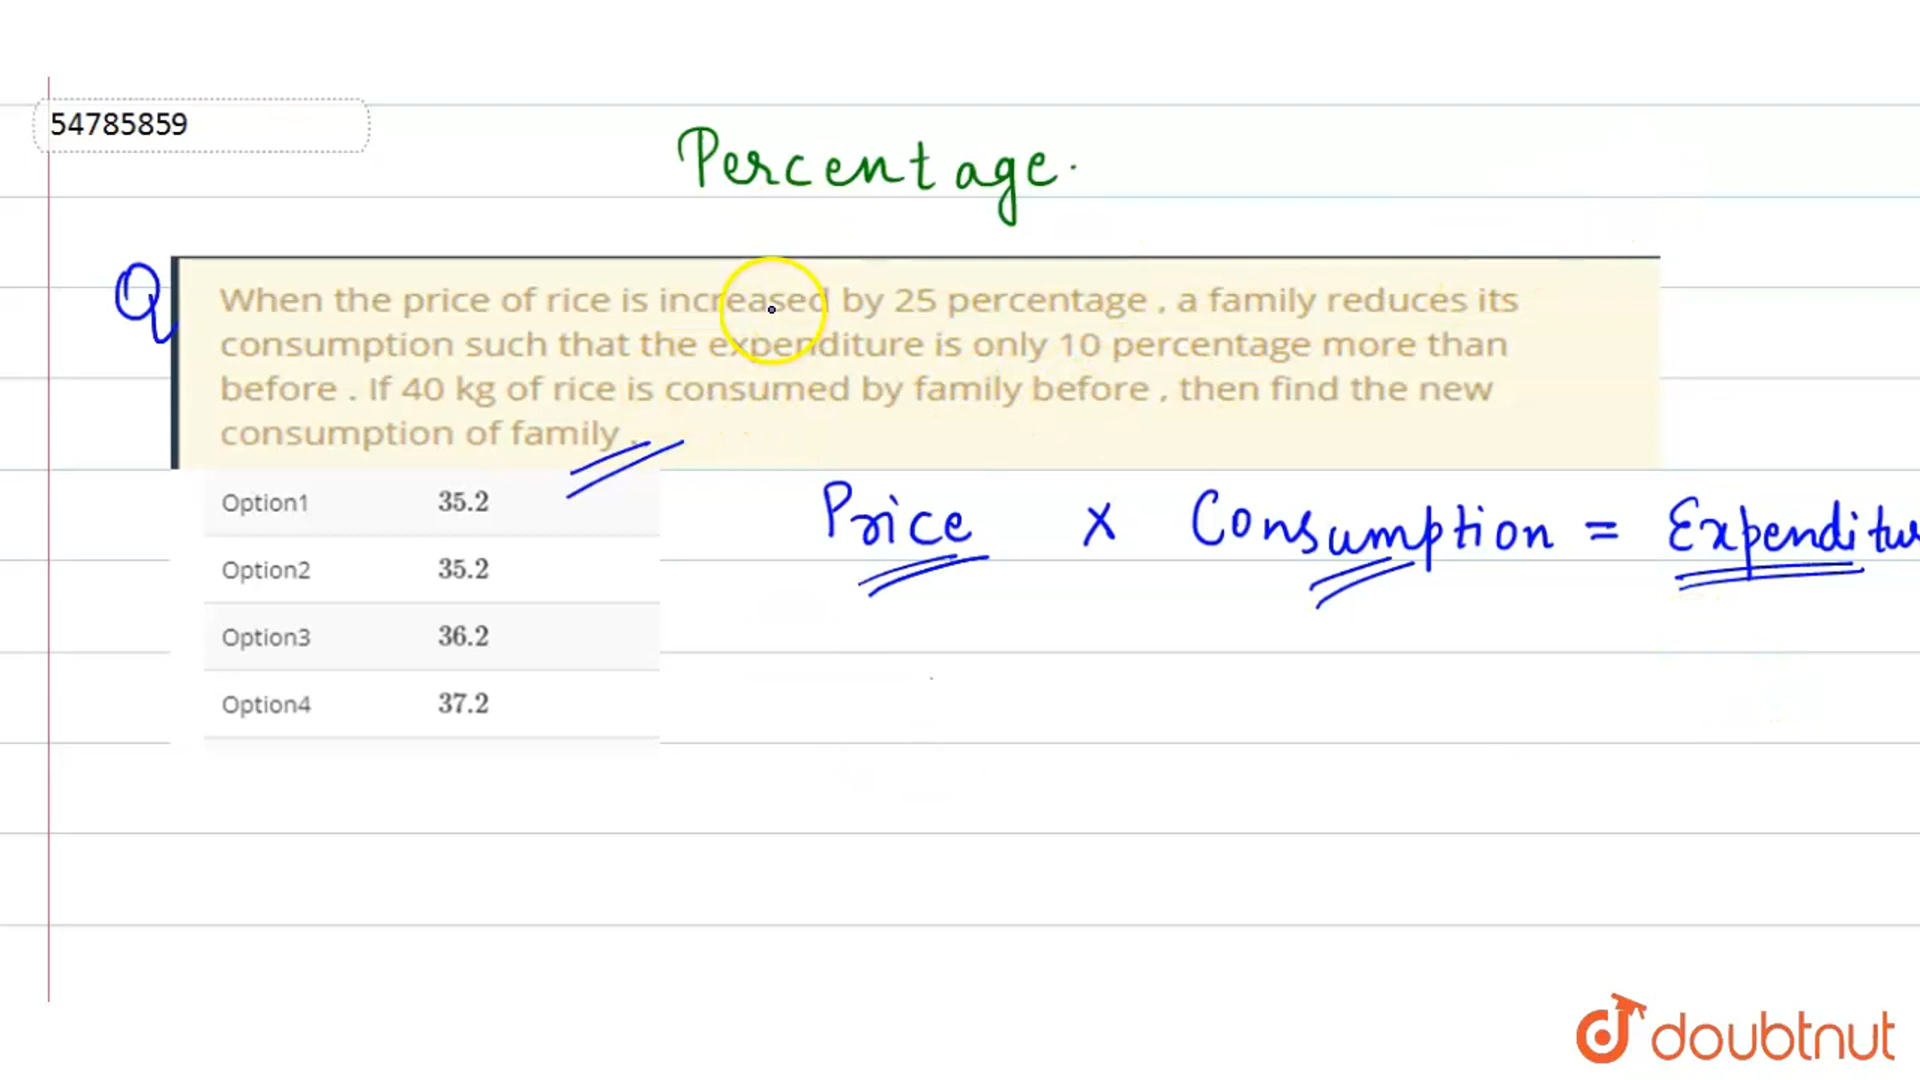 54785859
Percentage.
Q
When the price of rice is increased by 25 percentage , a family reduces its
consumption such that the expenditure is only 10 percentage more than
before . If 40 kg of rice is consumed by family before , then find the new
consumption of family .
Option1 35.2
Option2 35.2
Option3 36.2
Option4 37.2
Price x Consumption = Expenditu
doubtnut